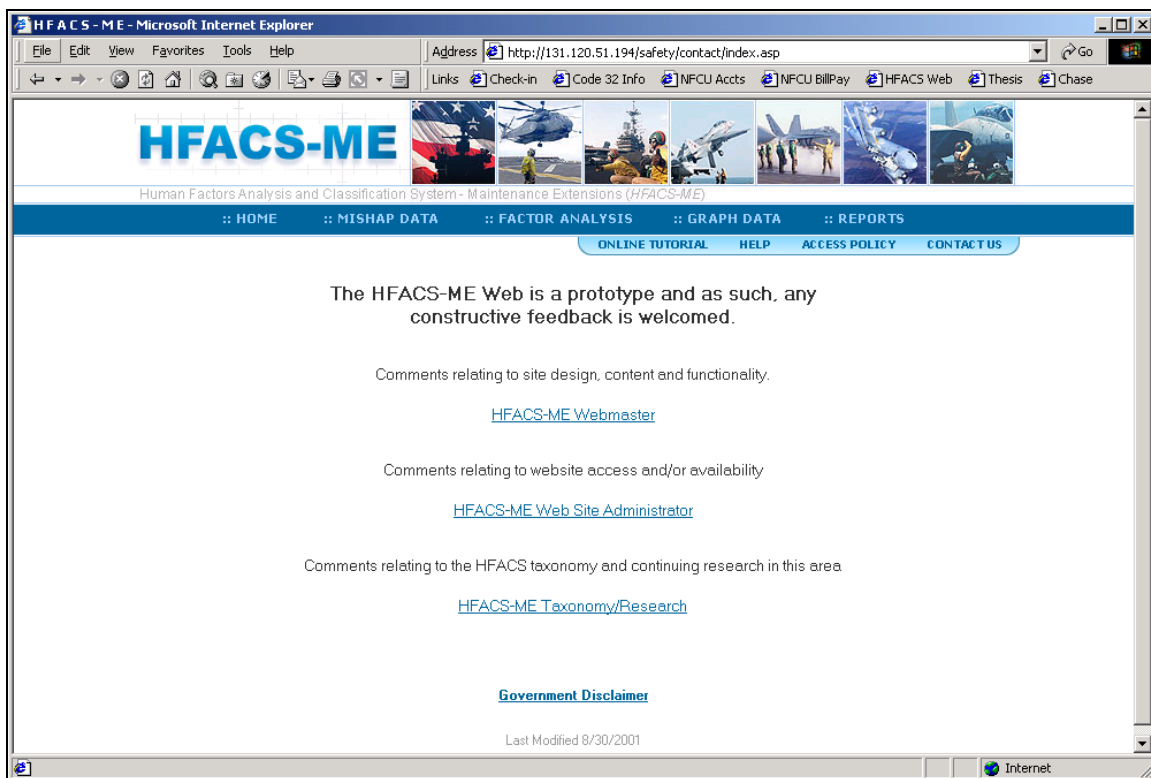 H F A C S - M E - Microsoft Internet Explorer
File Edit View Favorites Tools Help
Address http://131.120.51.194/safety/contact/index.asp Go
Links Check-in Code 32 Info NFCU Accts NFCU BillPay HFACS Web Thesis Chase
HFACS-ME
Human Factors Analysis and Classification System - Maintenance Extensions (HFACS-ME)
:: HOME :: MISHAP DATA :: FACTOR ANALYSIS :: GRAPH DATA :: REPORTS
ONLINE TUTORIAL HELP ACCESS POLICY CONTACT US
The HFACS-ME Web is a prototype and as such, any
constructive feedback is welcomed.
Comments relating to site design, content and functionality.
HFACS-ME Webmaster
Comments relating to website access and/or availability
HFACS-ME Web Site Administrator
Comments relating to the HFACS taxonomy and continuing research in this area
HFACS-ME Taxonomy/Research
Government Disclaimer
Last Modified 8/30/2001
Internet